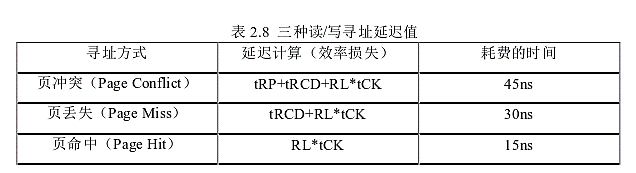 表 2.8 三种读/写寻址延迟值
寻址方式 延迟计算（效率损失） 耗费的时间
页冲突（Page Conflict） tRP+tRCD+RL*tCK 45ns
页丢失（Page Miss） tRCD+RL*tCK 30ns
页命中（Page Hit） RL*tCK 15ns